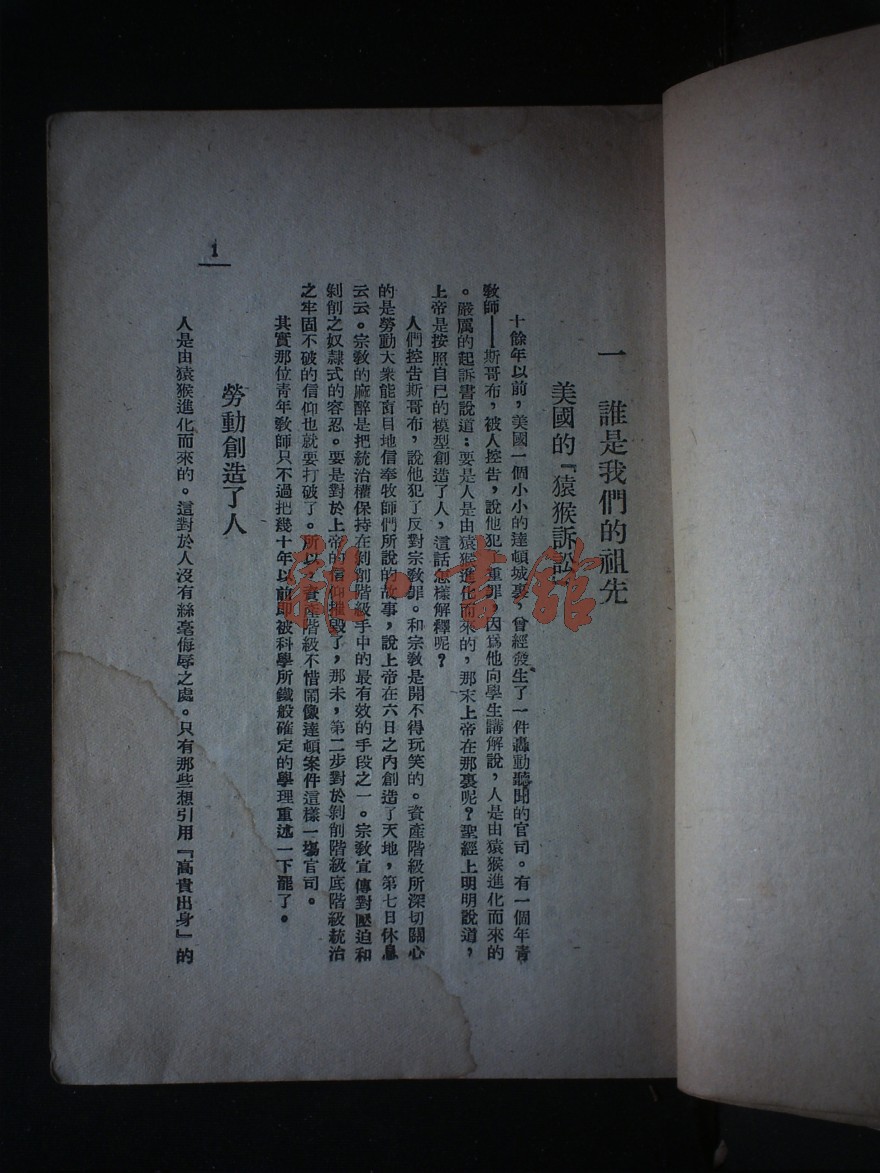 一 誰是我們的祖先
美國的『猿猴訴訟』
十餘年以前，美國一個小小的達頓城裏，曾經發生了一件轟動聽聞的官司。有一個年青
教師——斯哥布，被人控告，說他犯了重罪，因爲他向學生講解說，人是由猿猴進化而來的
。嚴厲的起訴書說道：要是人是由猿猴進化而來的，那末上帝在那裏呢？聖經上明明說道，
上帝是按照自己的模型創造了人，這話怎樣解釋呢？
人們控告斯哥布，說他犯了反對宗教罪。和宗教是開不得玩笑的。資產階級所深切關心
的是勞動大衆能盲目地信奉牧師們所說的故事，說上帝在六日之內創造了天地，第七日休息
云云。宗教的麻醉是把統治權保持在剝削階級手中的最有效的手段之一。宗教宣傳對壓迫和
剝削之奴隸式的容忍。要是對於上帝的信仰摧毀了，那末，第二步對於剝削階級底階級統治
之牢固不破的信仰也就要打破了。所以，資產階級不惜鬧像達頓案件這樣一場官司。
其實那位青年教師只不過把幾十年以前即被科學所鐵般確定的學理重述一下罷了。
勞動創造了人
人是由猿猴進化而來的。這對於人沒有絲毫侮辱之處。只有那些想引用『高貴出身』的
1
雜·書館